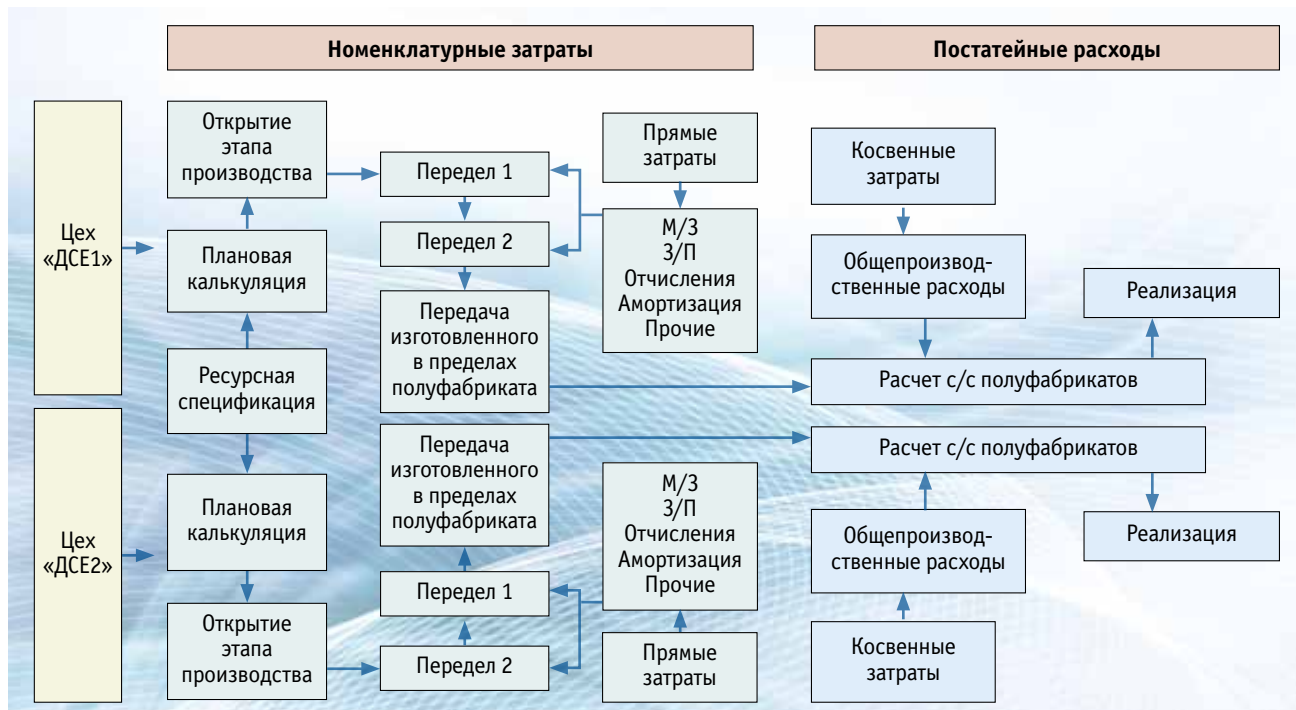 Номенклатурные затраты
Постатейные расходы
Цех
«ДСЕ1»
Открытие
этапа
производства
Плановая
калькуляция
Ресурсная
спецификация
Передел 1
Передел 2
Передача
изготовленного
в пределах
полуфабриката
Прямые
затраты
М/З
З/П
Отчисления
Амортизация
Прочие
Косвенные
затраты
Общепроизвод-
ственные расходы
Реализация
Расчет с/с полуфабрикатов
Цех
«ДСЕ2»
Плановая
калькуляция
Открытие
этапа
производства
Передача
изготовленного
в пределах
полуфабриката
Передел 1
Передел 2
М/З
З/П
Отчисления
Амортизация
Прочие
Прямые
затраты
Расчет с/с полуфабрикатов
Общепроизвод-
ственные расходы
Реализация
Косвенные
затраты